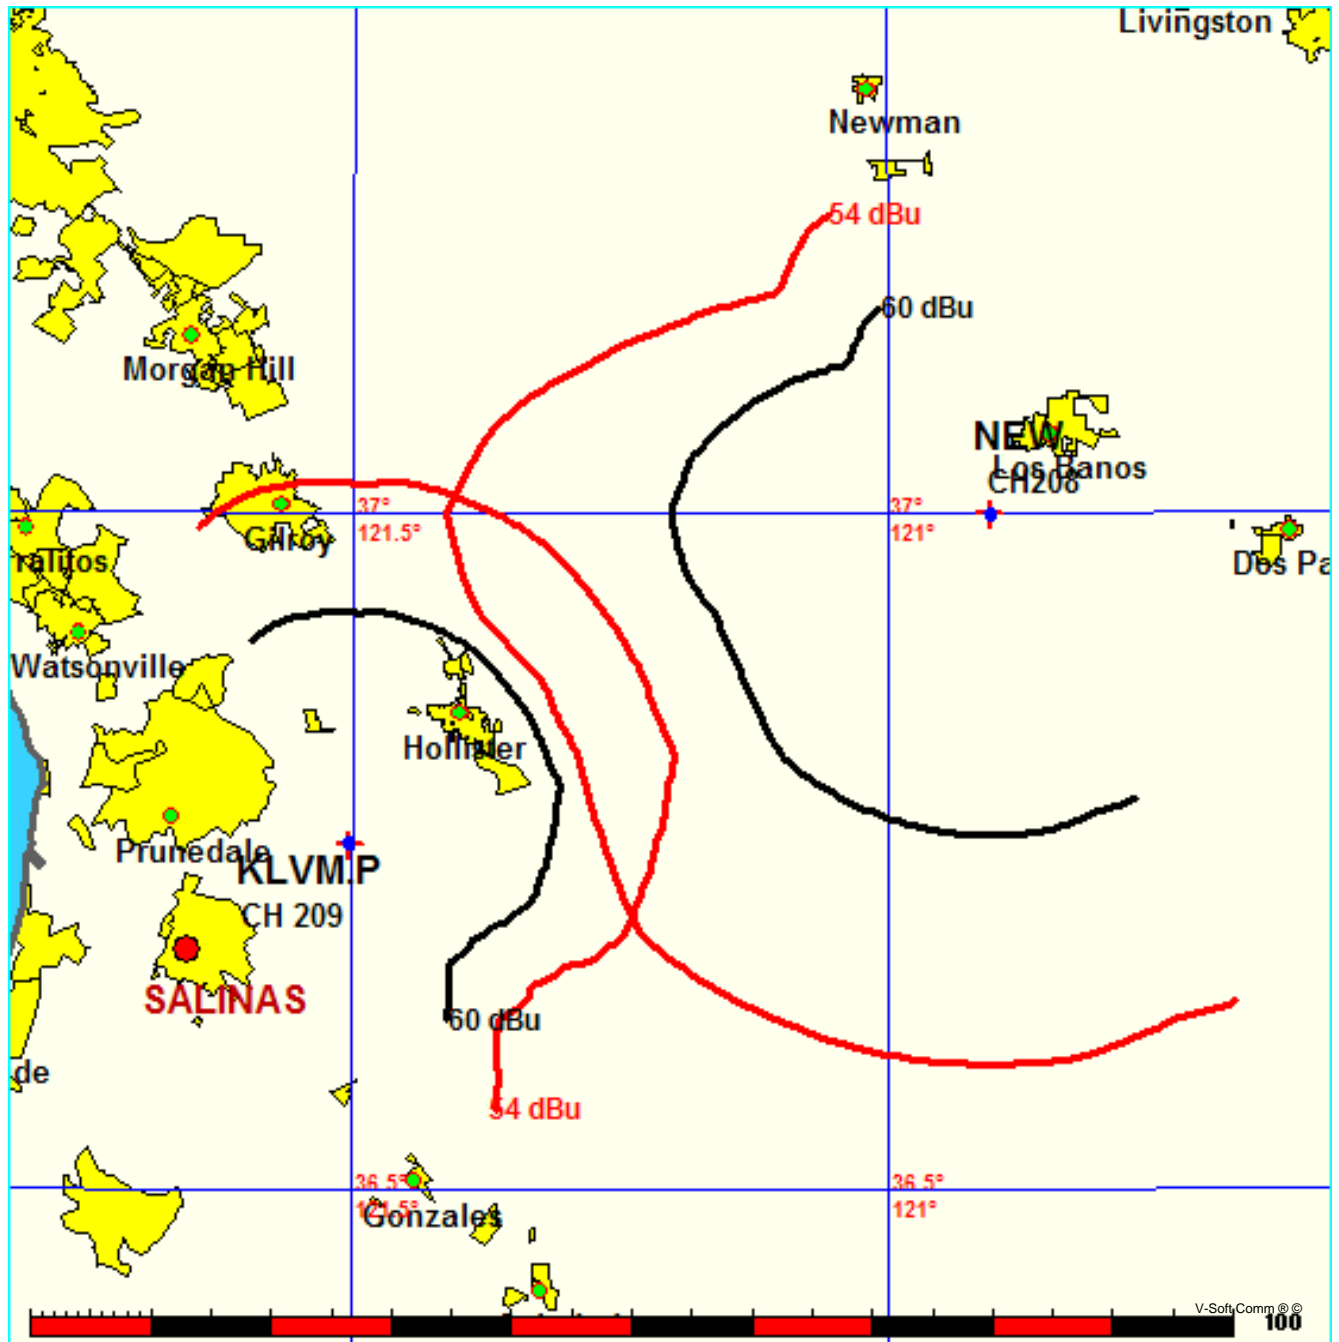 Livingston
Newman
54 dBu
60 dBu
Morgan Hill
NEW
Los Banos
CH208
37°
121.5°
37°
121°
Gilroy
ralitos
Dos Pa
Watsonville
Hollister
Prunedale
KLVM.P
CH 209
SALINAS
60 dBu
de
54 dBu
36.5°
121.5°
36.5°
121°
Gonzales
V-Soft Comm ® ©
100